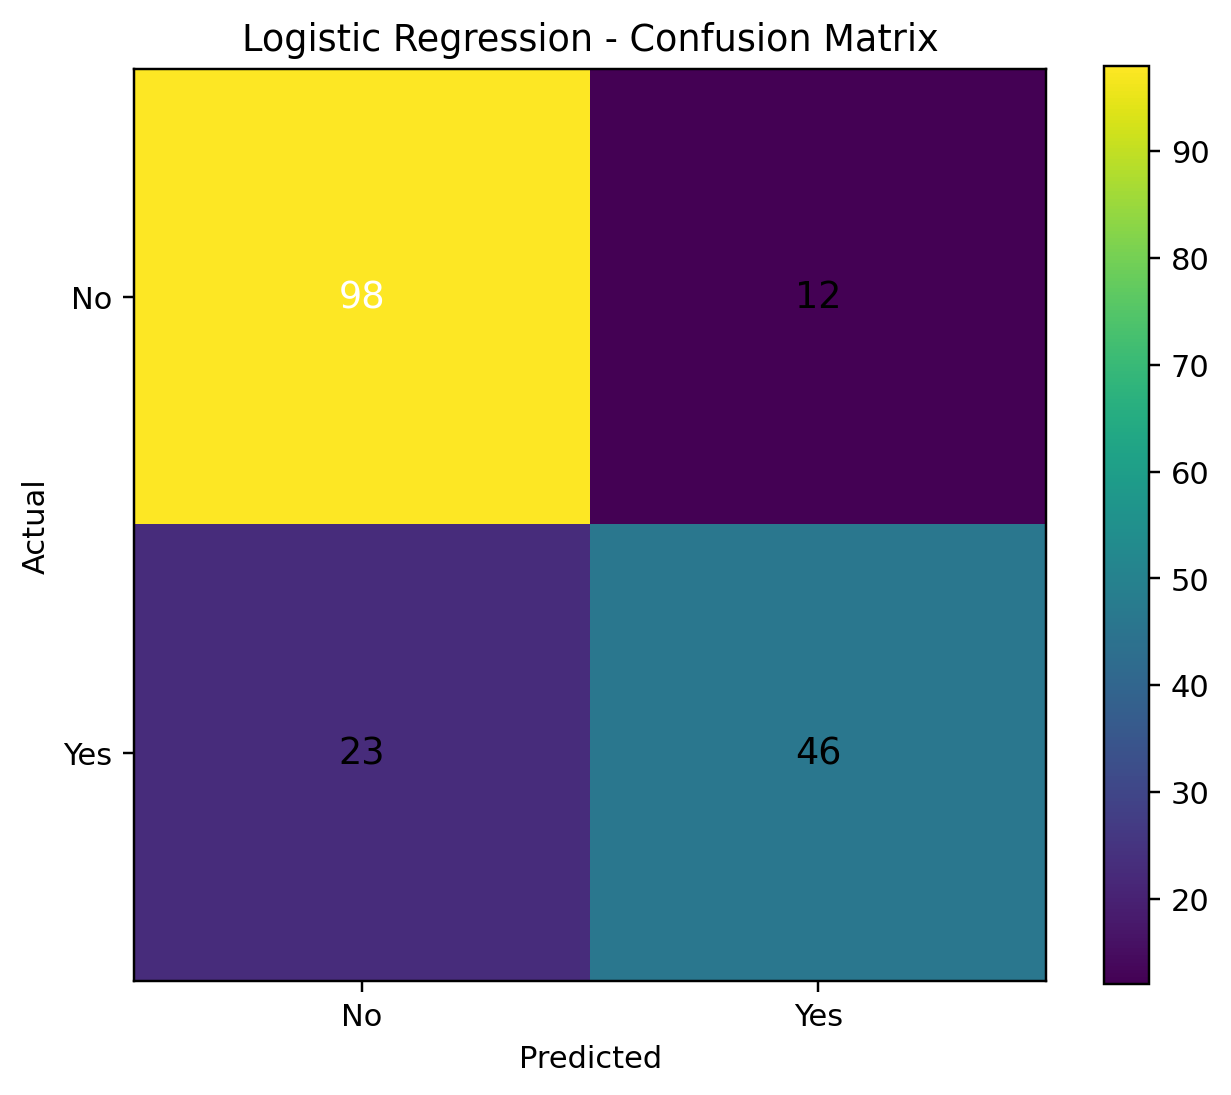 Logistic Regression - Confusion Matrix
No
98
12
Actual
Yes
23
46
No
Yes
Predicted
90
80
70
60
50
40
30
20